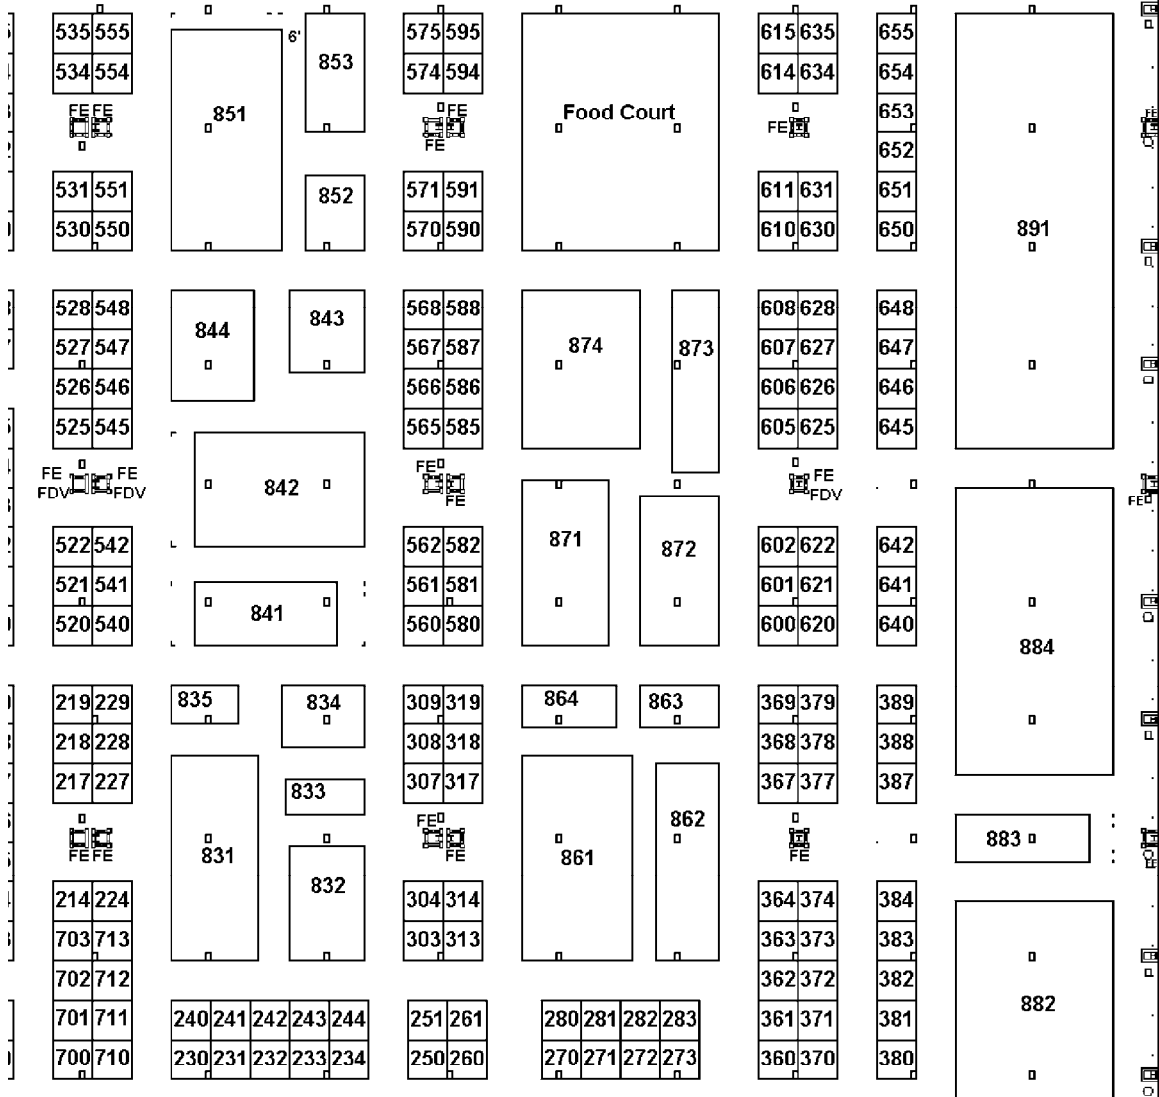 535 555 575 595 615 635 655
6'
853
534 554 574 594 614 634 654
FE FE 851 Food Court 653 FE
FE
FE 652
531 551 852 571 591 611 631 651
530 550 570 590 610 630 650 891
528 548 843 568 588 608 628 648
844
527 547 567 587 874 873 607 627 647
526 546 566 586 606 626 646
525 545 565 585 605 625 645
FE FE FE FE
FDV FDV 842 FE FDV FE
522 542 562 582 871 872 602 622 642
521 541 561 581 601 621 641
841
520 540 560 580 600 620 640
884
219 229 835 834 309 319 864 863 369 379 389
218 228 308 318 368 378 388
217 227 833 307 317 367 377 387
FE 862
883
FE FE 831 FE 861 FE FE
832
214 224 304 314 364 374 384
703 713 303 313 363 373 383
702 712 362 372 382
882
701 711 240 241 242 243 244 251 261 280 281 282 283 361 371 381
700 710 230 231 232 233 234 250 260 270 271 272 273 360 370 380